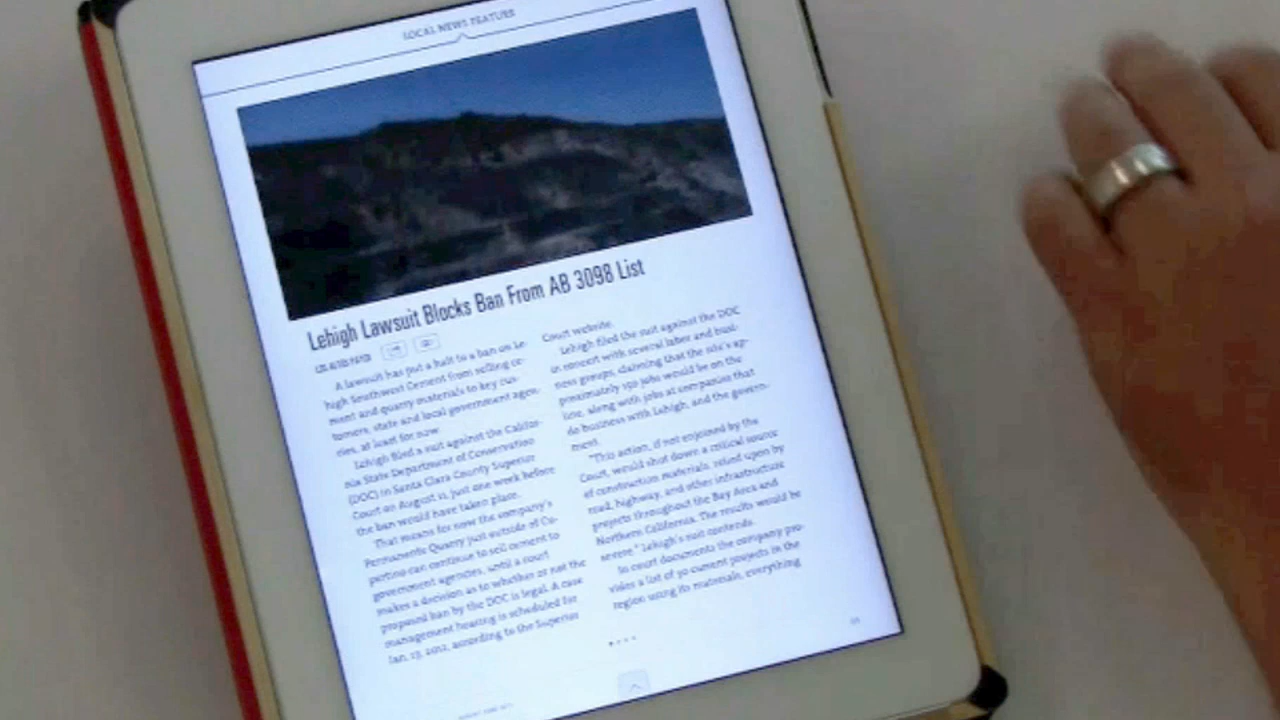 LOCAL NEWS FEATURE
Lehigh Lawsuit Blocks Ban From AB 3098 List
A lawsuit has put a halt to a ban on Le-
high Southwest Cement from selling ce-
ment and quarry materials to key cus-
tomers, state and local government agen-
cies, at least for now.
Lehigh filed a suit against the Califor-
nia State Department of Conservation
(DOC) in Santa Clara County Superior
Court on August 11, just one week before
the ban would have taken place.
That means for now the company's
Permanente Quarry just outside of Cu-
pertino can continue to sell cement to
government agencies, until a court
makes a decision as to whether or not the
proposed ban by the DOC is legal. A case
management hearing is scheduled for
Jan. 13, 2012, according to the Superior
Court website.
Lehigh filed the suit against the DOC
in concert with several labor and busi-
ness groups, claiming that the site's ap-
proximately 150 jobs would be on the
line, along with jobs at companies that
do business with Lehigh, and the govern-
ment.
"This action, if not enjoined by the
Court, would shut down a critical source
of construction materials, relied upon by
road, highway, and other infrastructure
projects throughout the Bay Area and
Northern California. The results would be
severe." Lehigh's suit contends.
In court documents the company pro-
vides a list of 30 current projects in the
region using its materials, everything